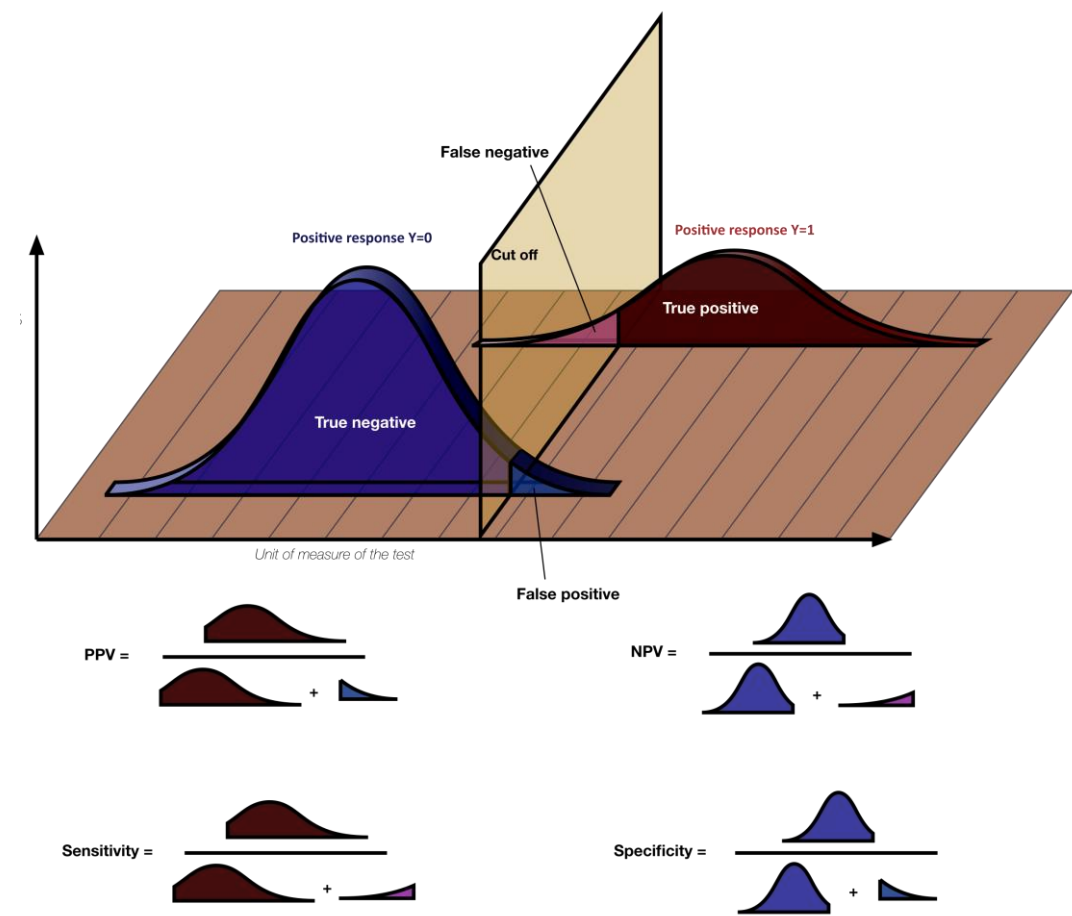 False negative
Positive response Y=0
Positive response Y=1
Cut off
True positive
True negative
Unit of measure of the test
False positive
PPV =
+
NPV =
+
Sensitivity =
+
Specificity =
+